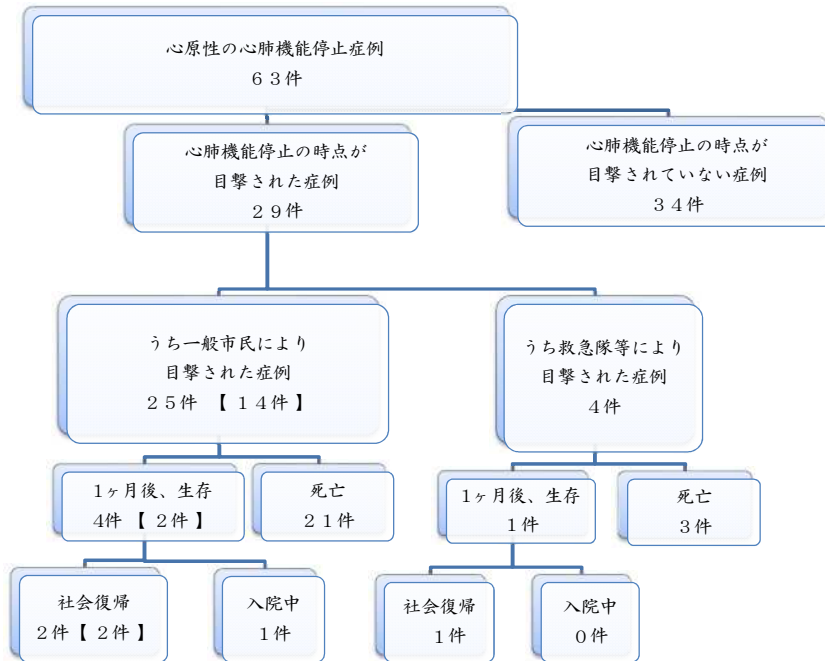 心原性の心肺機能停止症例
６３件
心肺機能停止の時点が
目撃された症例
２９件
心肺機能停止の時点が
目撃されていない症例
３４件
うち一般市民により
目撃された症例
２５件 【 １４件 】
うち救急隊等により
目撃された症例
４件
１ヶ月後、生存
４件 【 ２件 】
死亡
２１件
１ヶ月後、生存
１件
死亡
３件
社会復帰
２件【 ２件 】
入院中
１件
社会復帰
１件
入院中
０件